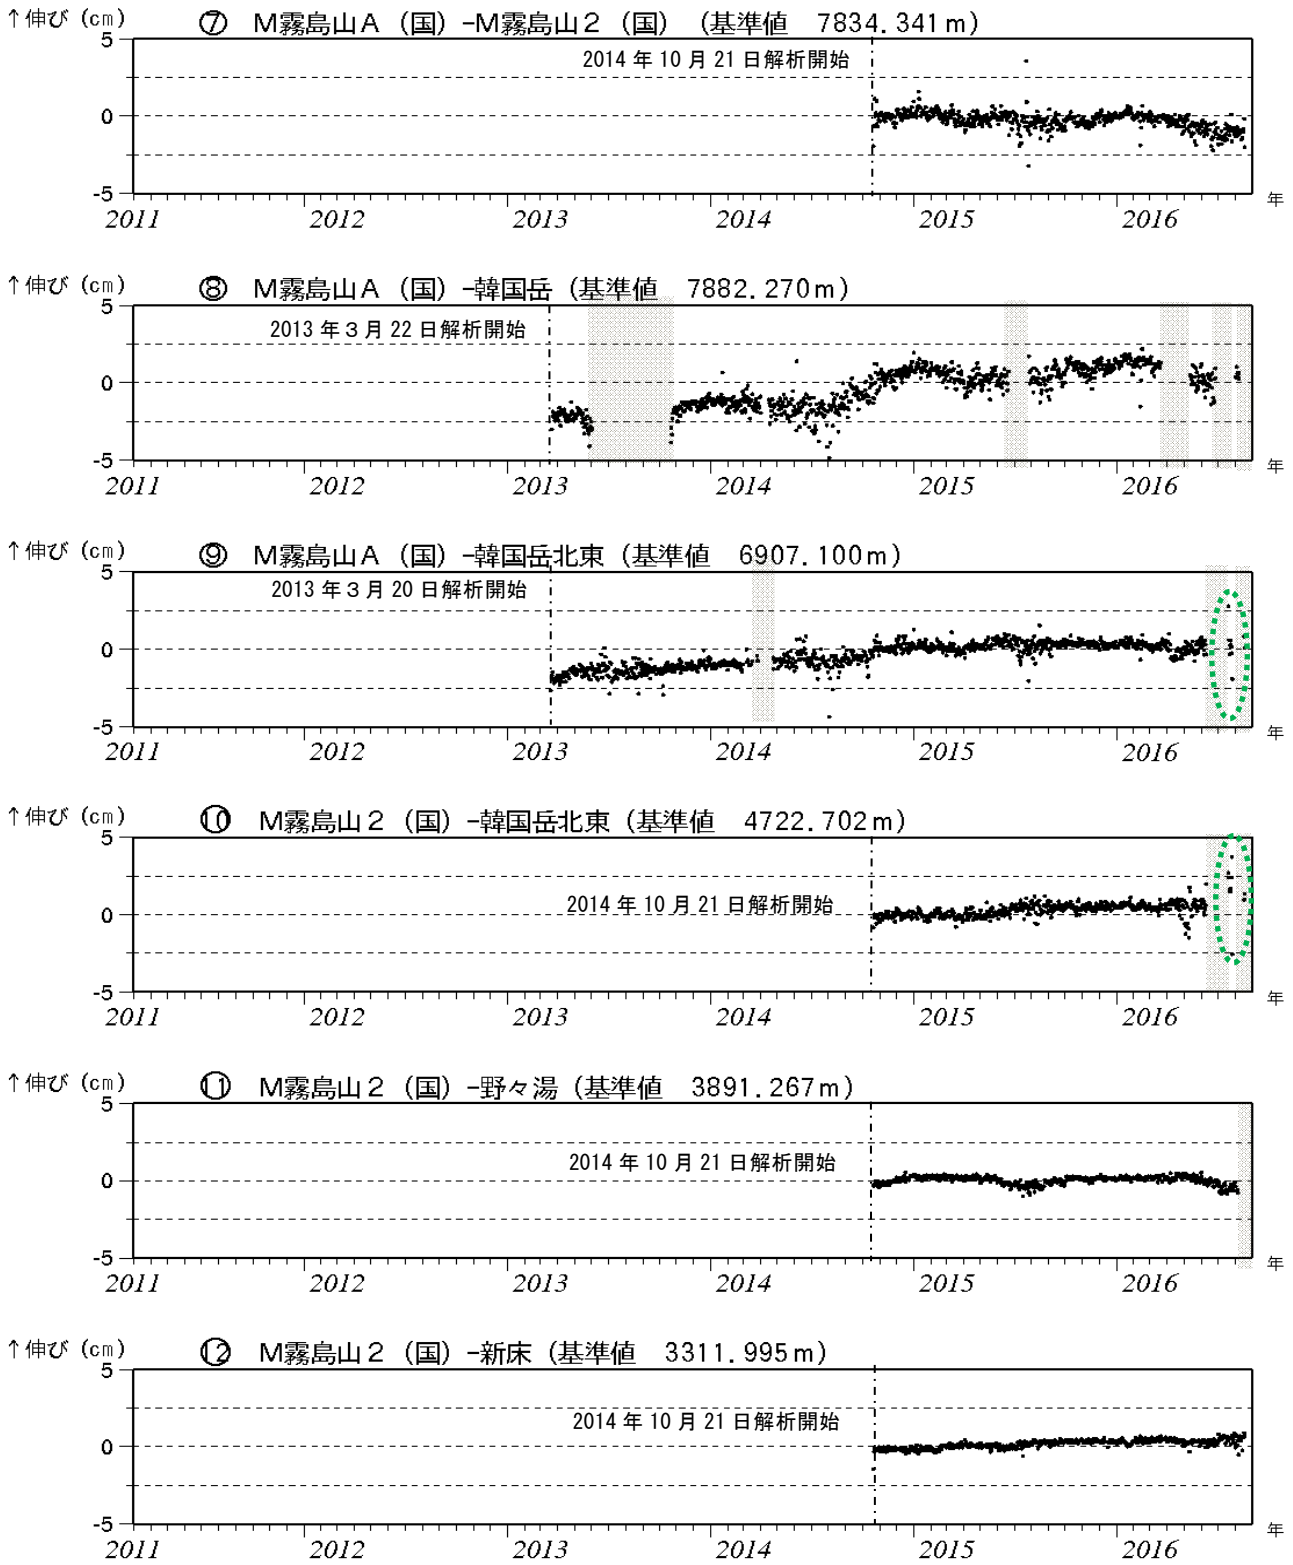 ↑伸び（cm） ⑦ M霧島山A（国）-M霧島山2（国）（基準値 7834.341m）
5
2014年10月21日解析開始
0
-5
2011 2012 2013 2014 2015 2016 年
↑伸び（cm） ⑧ M霧島山A（国）-韓国岳（基準値 7882.270m）
5
2013年3月22日解析開始
0
-5
2011 2012 2013 2014 2015 2016 年
↑伸び（cm） ⑨ M霧島山A（国）-韓国岳北東（基準値 6907.100m）
5
2013年3月20日解析開始
0
-5
2011 2012 2013 2014 2015 2016 年
↑伸び（cm） ⑩ M霧島山2（国）-韓国岳北東（基準値 4722.702m）
5
2014年10月21日解析開始
0
-5
2011 2012 2013 2014 2015 2016 年
↑伸び（cm） ⑪ M霧島山2（国）-野々湯（基準値 3891.267m）
5
2014年10月21日解析開始
0
-5
2011 2012 2013 2014 2015 2016 年
↑伸び（cm） ⑫ M霧島山2（国）-新床（基準値 3311.995m）
5
2014年10月21日解析開始
0
-5
2011 2012 2013 2014 2015 2016 年